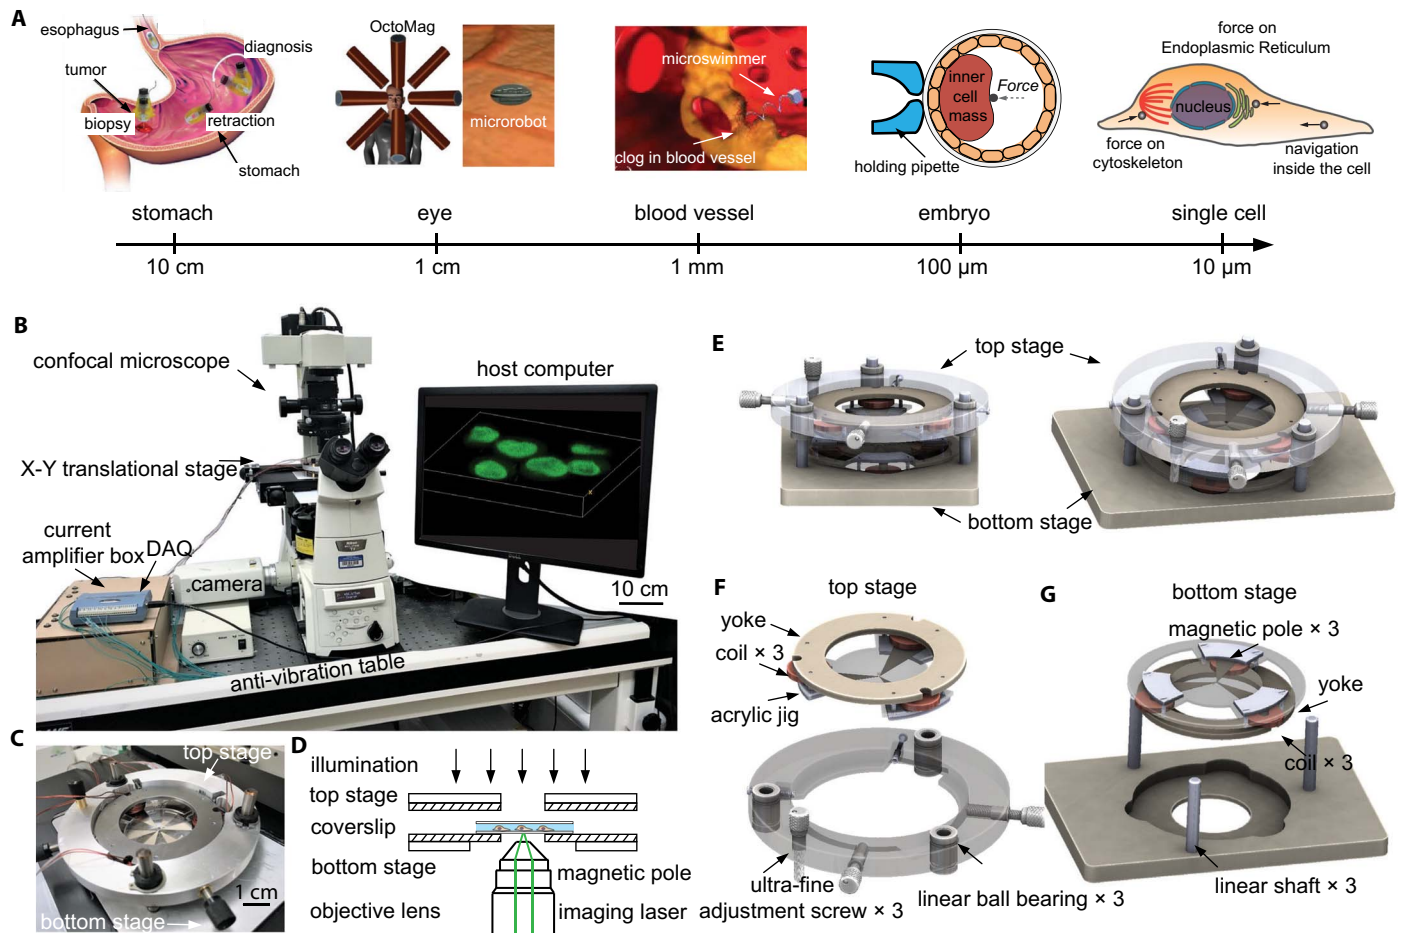 A
esophagus
diagnosis
tumor
biopsy
retraction
stomach
OctoMag
microrobot
microswimmer
clog in blood vessel
inner
cell
mass
Force
holding pipette
force on
Endoplasmic Reticulum
nucleus
force on
cytoskeleton
navigation
inside the cell
stomach
eye
blood vessel
embryo
single cell
10 cm
1 cm
1 mm
100 µm
10 µm
B
confocal microscope
host computer
X-Y translational stage
current
amplifier box
DAQ
camera
10 cm
anti-vibration table
C
top stage
1 cm
bottom stage
D
illumination
top stage
coverslip
bottom stage
magnetic pole
objective lens
imaging laser
E
top stage
bottom stage
F
top stage
yoke
coil × 3
acrylic jig
ultra-fine
adjustment screw × 3
linear ball bearing × 3
G
bottom stage
magnetic pole × 3
yoke
coil × 3
linear shaft × 3